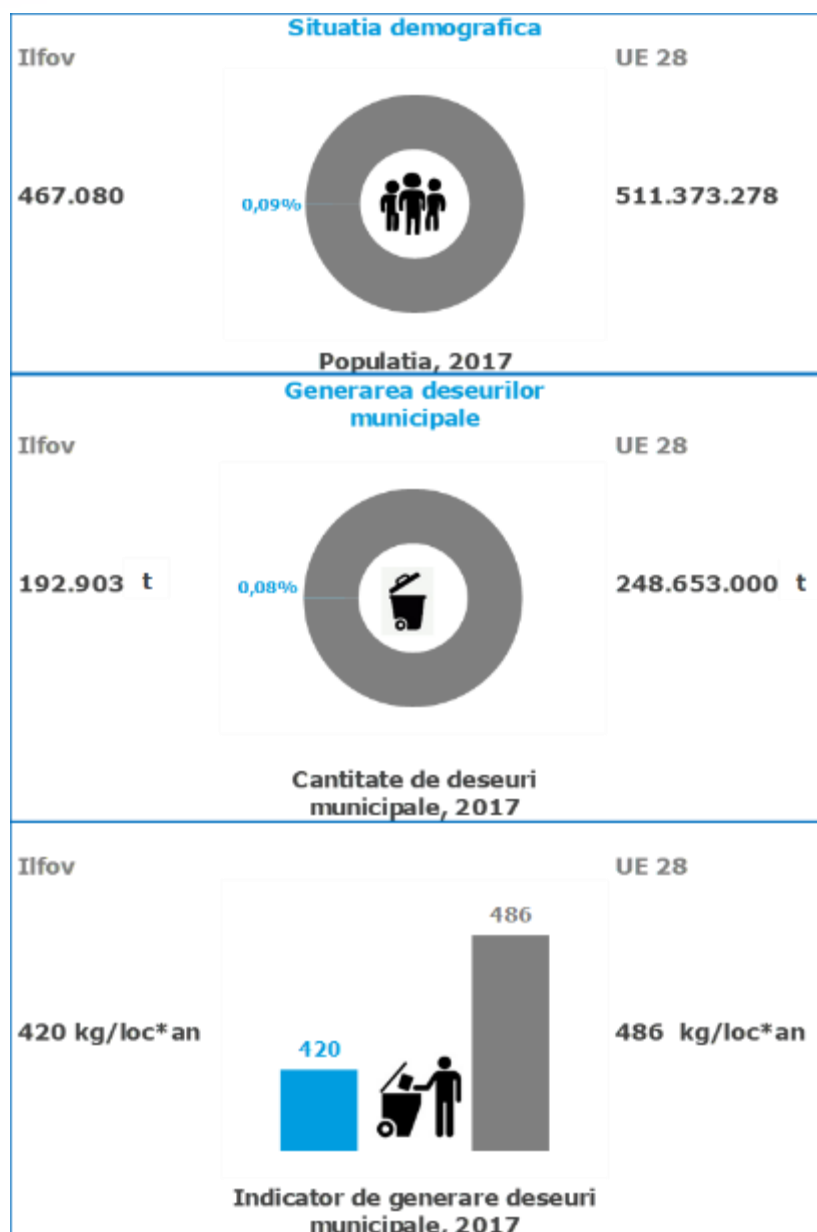 Situatia demografica
Ilfov
UE 28
467.080
0,09%
511.373.278
Populatia, 2017
Generarea deseurilor
municipale
Ilfov
UE 28
192.903 t
0,08%
248.653.000 t
Cantitate de deseuri
municipale, 2017
Ilfov
UE 28
486
420 kg/loc*an
420
486 kg/loc*an
Indicator de generare deseuri
municipale, 2017